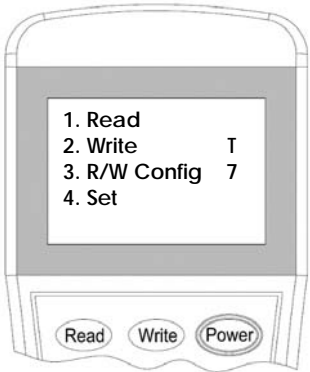 1. Read
2. Write T
3. R/W Config 7
4. Set
Read Write Power